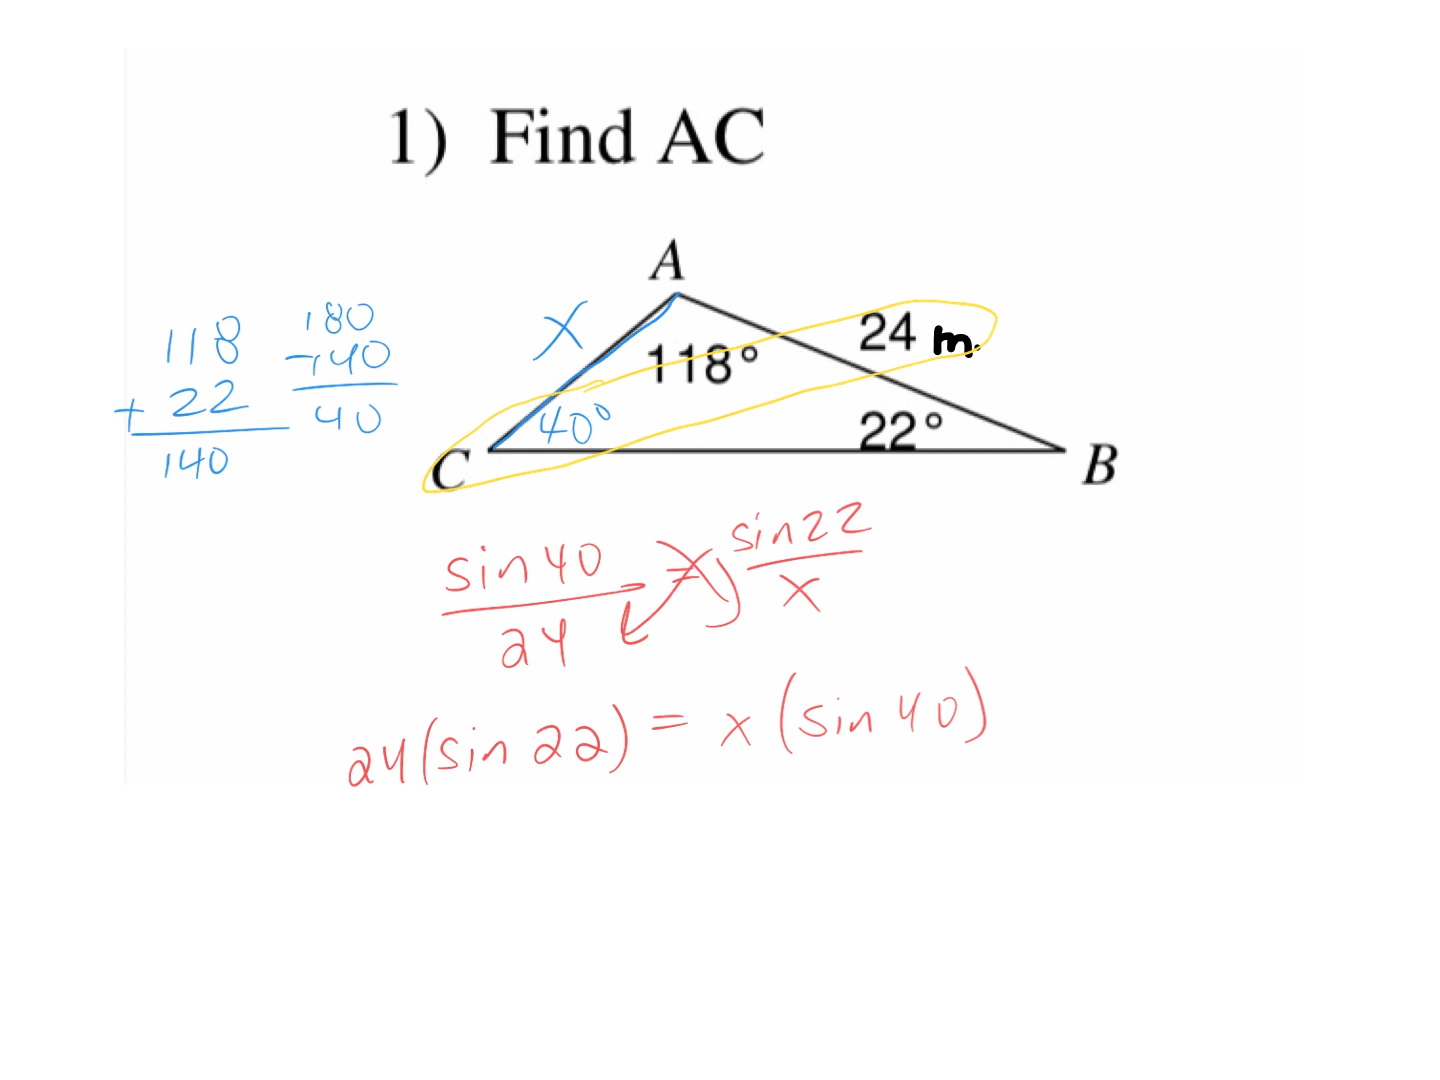 1) Find AC
A
x
24 m.
118°
40°
22°
C
B
118
+ 22
140
180
-140
40
sin 40
24
=
sin 22
x
24(sin 22) = x(sin 40)